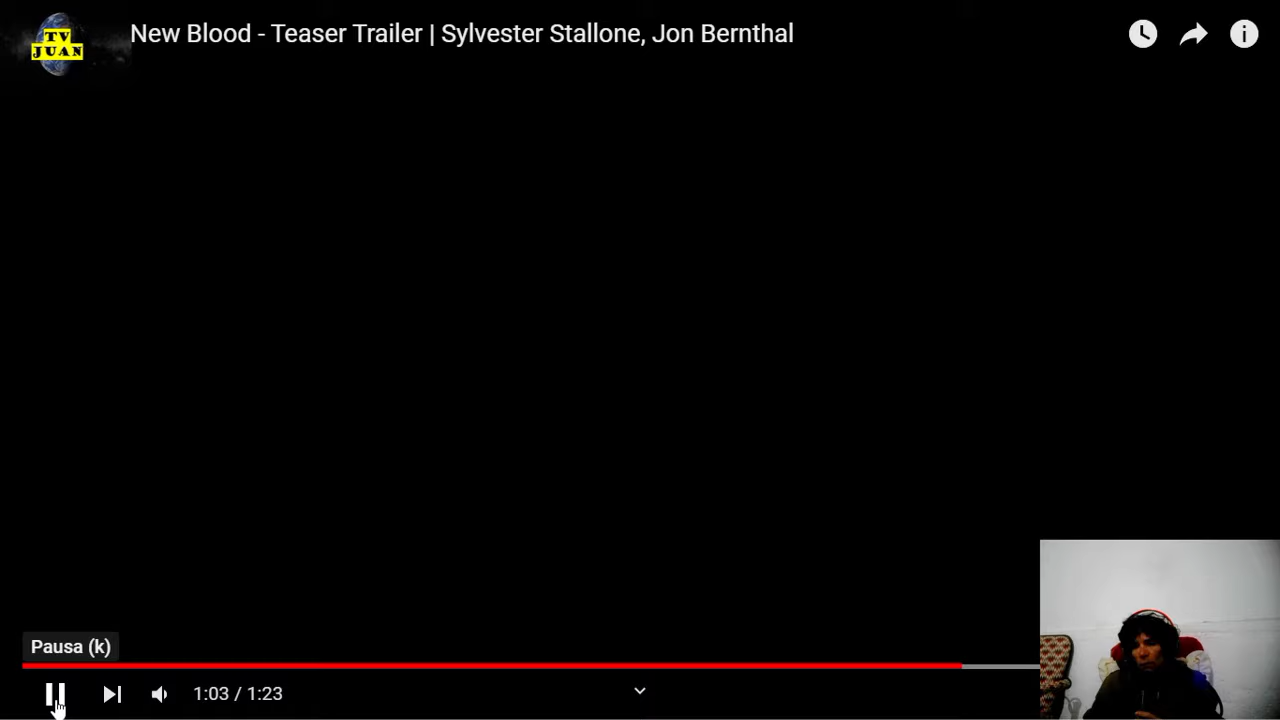 TV
JUAN
New Blood - Teaser Trailer | Sylvester Stallone, Jon Bernthal
Pausa (k)
1:03 / 1:23